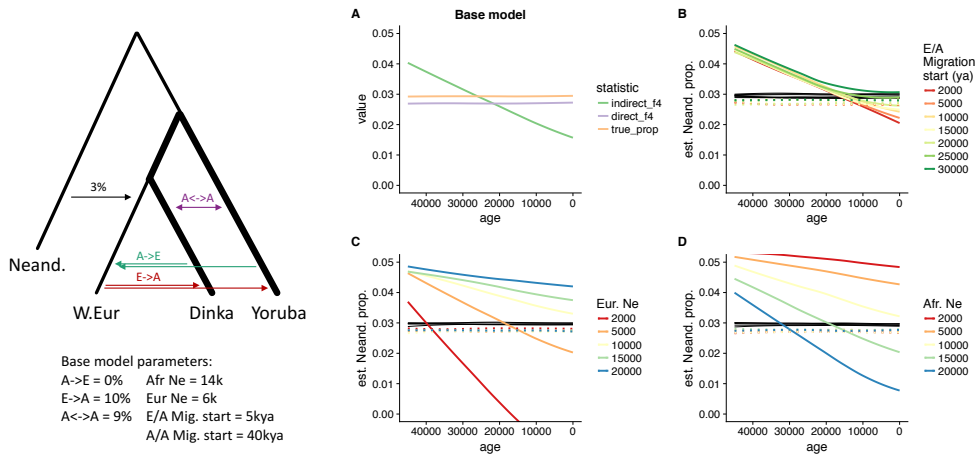 3%
A<->A
A->E
E->A
Neand.
W.Eur
Dinka
Yoruba
Base model parameters:
A->E = 0% Afr Ne = 14k
E->A = 10% Eur Ne = 6k
A<->A = 9% E/A Mig. start = 5kya
A/A Mig. start = 40kya
A
Base model
0.05
0.04
0.03
0.02
0.01
0.00
value
40000 30000 20000 10000 0
age
statistic
indirect_f4
direct_f4
true_prop
B
0.05
0.04
0.03
0.02
0.01
0.00
est. Neand. prop.
40000 30000 20000 10000 0
age
E/A
Migration
start (ya)
2000
5000
10000
15000
20000
25000
30000
C
0.05
0.04
0.03
0.02
0.01
0.00
est. Neand. prop.
40000 30000 20000 10000 0
age
Eur. Ne
2000
5000
10000
15000
20000
D
0.05
0.04
0.03
0.02
0.01
0.00
est. Neand. prop.
40000 30000 20000 10000 0
age
Afr. Ne
2000
5000
10000
15000
20000